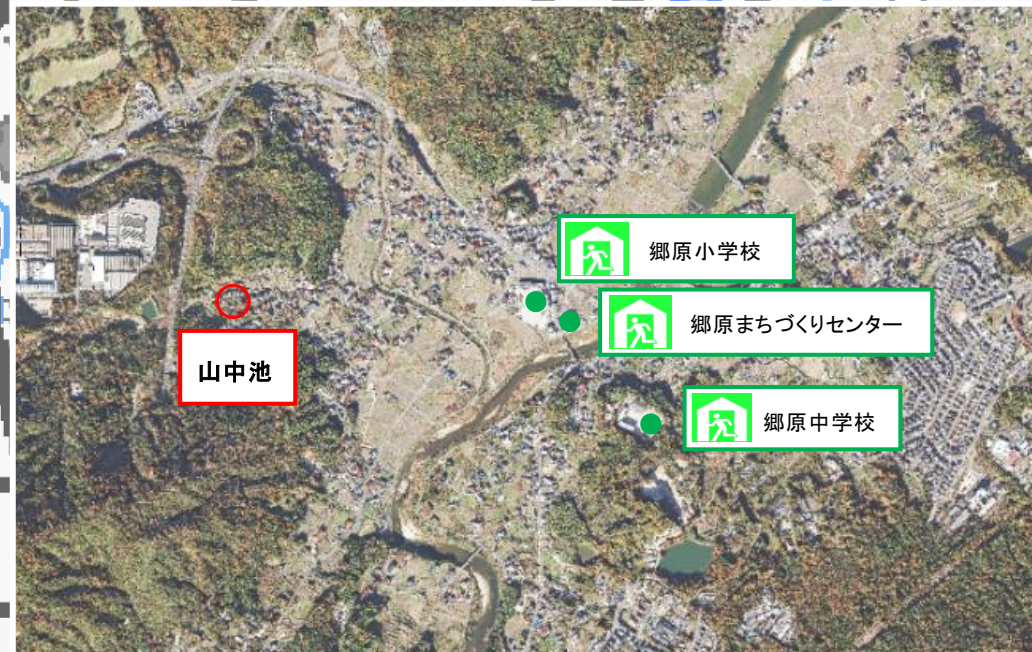 郷原小学校
郷原まちづくりセンター
山中池
郷原中学校